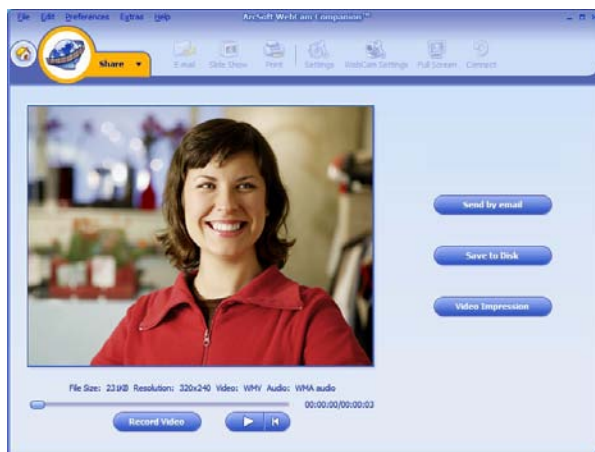 File Edit Preferences Extras Help ArcSoft WebCam Companion™
Share E-mail Slide Show Print Settings WebCam Settings Full Screen Connect
Send by email
Save to Disk
Video Impression
File Size: 231KB Resolution: 320x240 Video: WMV Audio: WMA audio
00:00:00/00:00:03
Record Video